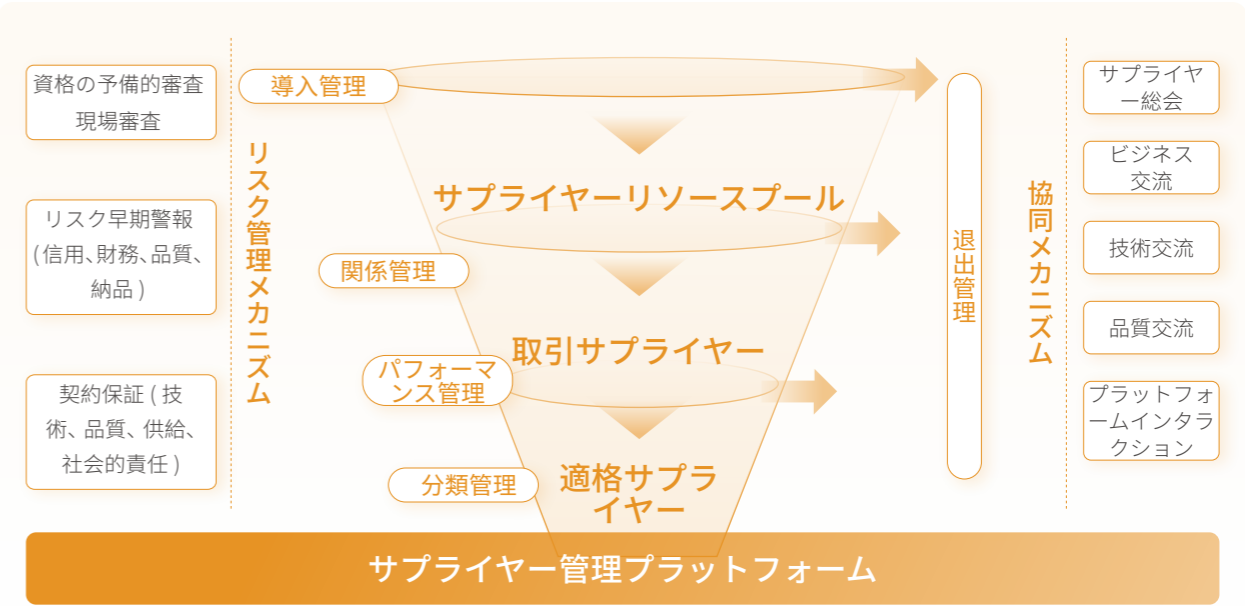 資格の予備的審査
現場審査
リスク早期警報
(信用、財務、品質、
納品 )
契約保証 ( 技
術、品質、供給、
社会的責任 )
リスク管理メカニズム
導入管理
関係管理
パフォーマ
ンス管理
分類管理
サプライヤーリソースプール
取引サプライヤー
適格サプラ
イヤー
退出管理
協同メカニズム
サプライヤ
ー総会
ビジネス
交流
技術交流
品質交流
プラットフォ
ームインタラ
クション
サプライヤー管理プラットフォーム